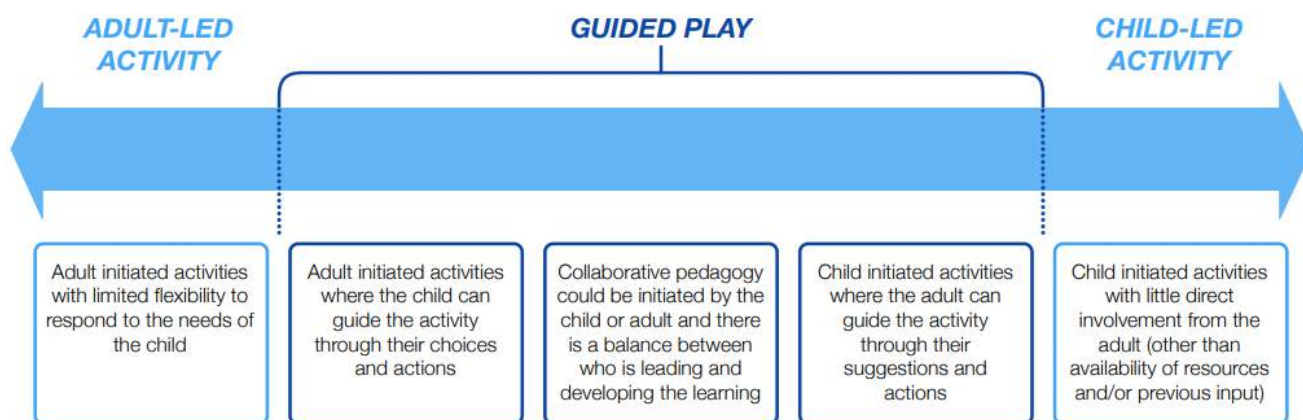 ADULT-LED
ACTIVITY
GUIDED PLAY
CHILD-LED
ACTIVITY
Adult initiated activities
with limited flexibility to
respond to the needs of
the child
Adult initiated activities
where the child can
guide the activity
through their choices
and actions
Collaborative pedagogy
could be initiated by the
child or adult and there
is a balance between
who is leading and
developing the learning
Child initiated activities
where the adult can
guide the activity
through their
suggestions and
actions
Child initiated activities
with little direct
involvement from the
adult (other than
availability of resources
and/or previous input)